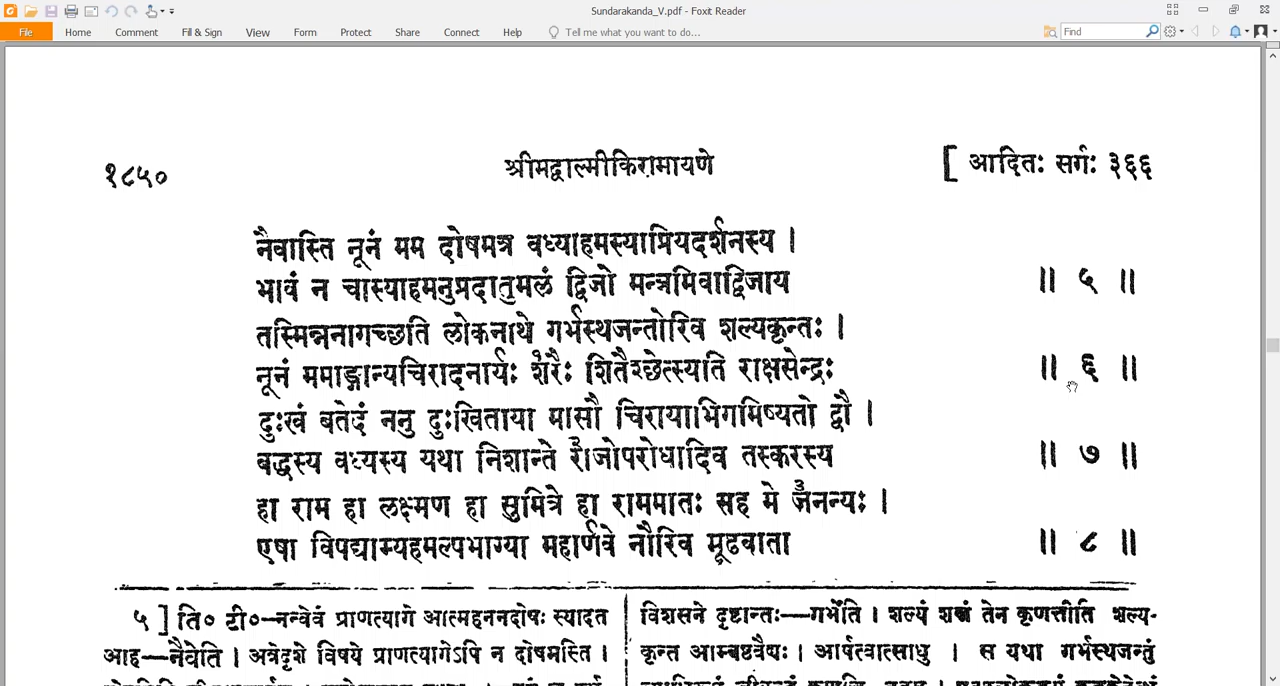 Sundarakanda_V.pdf - Foxit Reader
File Home Comment Fill & Sign View Form Protect Share Connect Help Tell me what you want to do... Find
१८५० श्रीमद्वाल्मीकिरामायणे [ आदितः सर्गः ३६६
नैवास्ति नूनं मम दोषमत्र वध्याहमस्याप्रियदर्शनस्य ।
भावं न चास्याहमनुप्रदातुमलं द्विजो मन्त्रमिवाद्विजाय ॥ ५ ॥
तस्मिन्ननागच्छति लोकनाथे गर्भस्थजन्तोरिव शल्यकृन्तः ।
नूनं ममाङ्गान्यचिरादनार्यः शरैः शितैश्छेत्स्यति राक्षसेन्द्रः ॥ ६ ॥
दुःखं बतेदं ननु दुःखिताया मासौ चिरायाभिगमिष्यतो द्वौ ।
बद्धस्य वध्यस्य यथा निशान्ते राजोपरोधादिव तस्करस्य ॥ ७ ॥
हा राम हा लक्ष्मण हा सुमित्रे हा राममातः सह मे जनन्यः ।
एषा विपद्याम्यहमल्पभाग्या महार्णवे नौरिव मूढवाता ॥ ८ ॥
५ ] ति० टी०–नन्वेवं प्राणत्यागे आत्महननदोषः स्यादत
आह—नैवेति । अत्रेदृशे विषये प्राणत्यागेऽपि न दोषमस्ति ।
विशसने दृष्टान्तः—गर्भेति । शल्यं शस्त्रं तेन कृणत्तीति शल्य-
कृन्त आम्बष्ठवैद्यः । आर्षत्वात्साधु । स यथा गर्भस्थजन्तुं